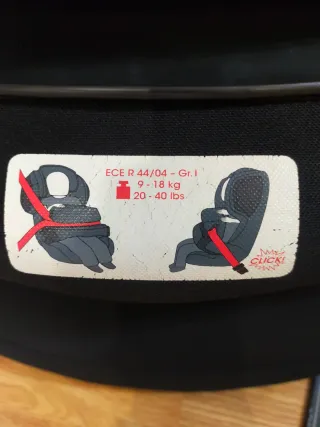 ECE R 44/04 - Gr. I
9 - 18 kg
20 - 40 lbs
CLICK!